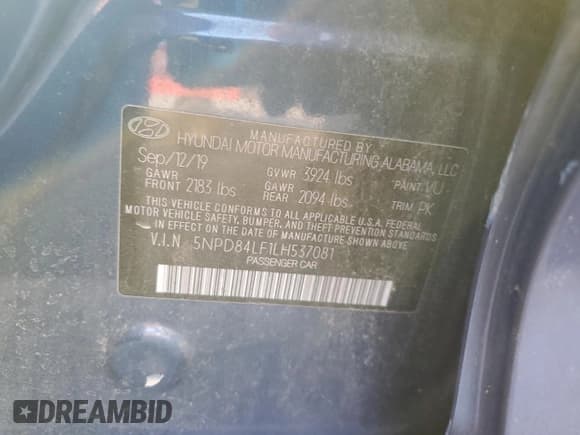 MANUFACTURED BY
HYUNDAI MOTOR MANUFACTURING ALABAMA, LLC
Sep/12/19 GVWR 3924 lbs PAINT VU
GAWR FRONT 2183 lbs GAWR REAR 2094 lbs TRIM PK
THIS VEHICLE CONFORMS TO ALL APPLICABLE U.S.A. FEDERAL
MOTOR VEHICLE SAFETY, BUMPER, AND THEFT PREVENTION STANDARDS
IN EFFECT ON THE DATE OF MANUFACTURE SHOWN ABOVE.
V.I.N 5NPD84LF1LH537081
PASSENGER CAR
DREAMBID